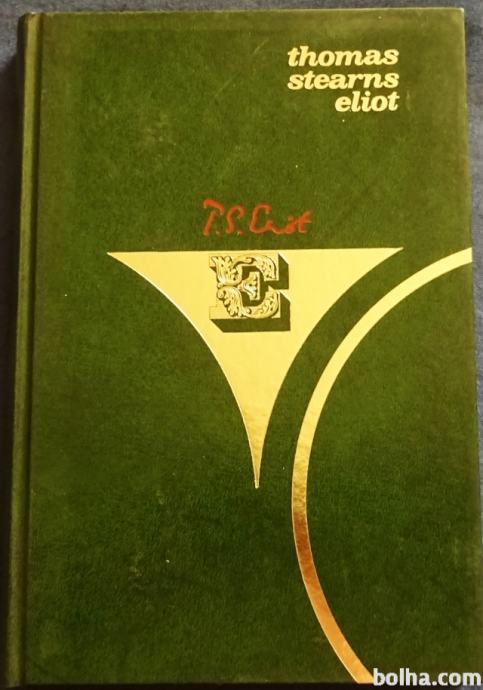 thomas
stearns
eliot
T.S. Eliot
E
bolha.com